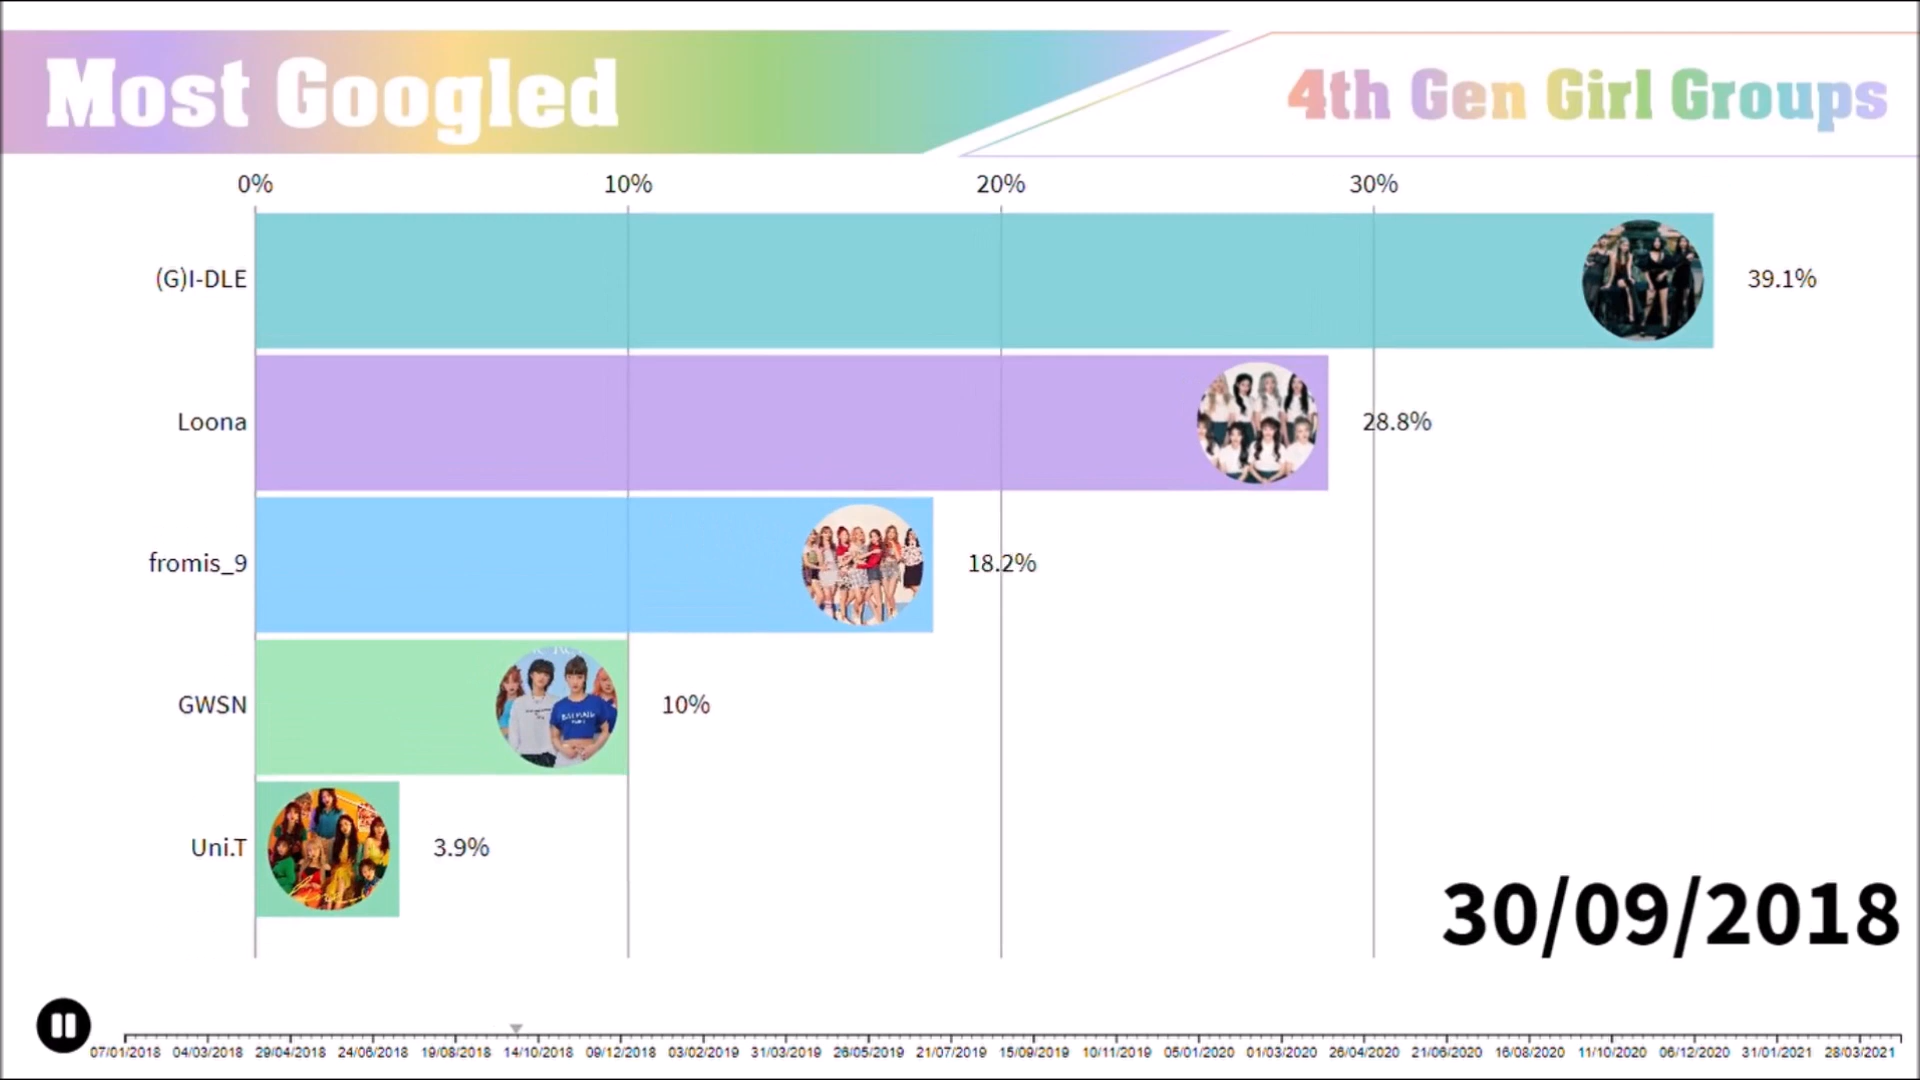 Most Googled
4th Gen Girl Groups
0% 10% 20% 30%
(G)I-DLE 39.1%
Loona 28.8%
fromis_9 18.2%
GWSN 10%
Uni.T 3.9%
30/09/2018
07/01/2018 04/03/2018 29/04/2018 24/06/2018 19/08/2018 14/10/2018 09/12/2018 03/02/2019 31/03/2019 26/05/2019 21/07/2019 15/09/2019 10/11/2019 05/01/2020 01/03/2020 26/04/2020 21/06/2020 16/08/2020 11/10/2020 06/12/2020 31/01/2021 28/03/2021